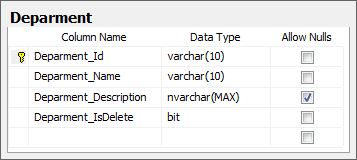 Deparment
Column Name Data Type Allow Nulls
Deparment_Id varchar(10)
Deparment_Name varchar(10)
Deparment_Description nvarchar(MAX)
Deparment_IsDelete bit